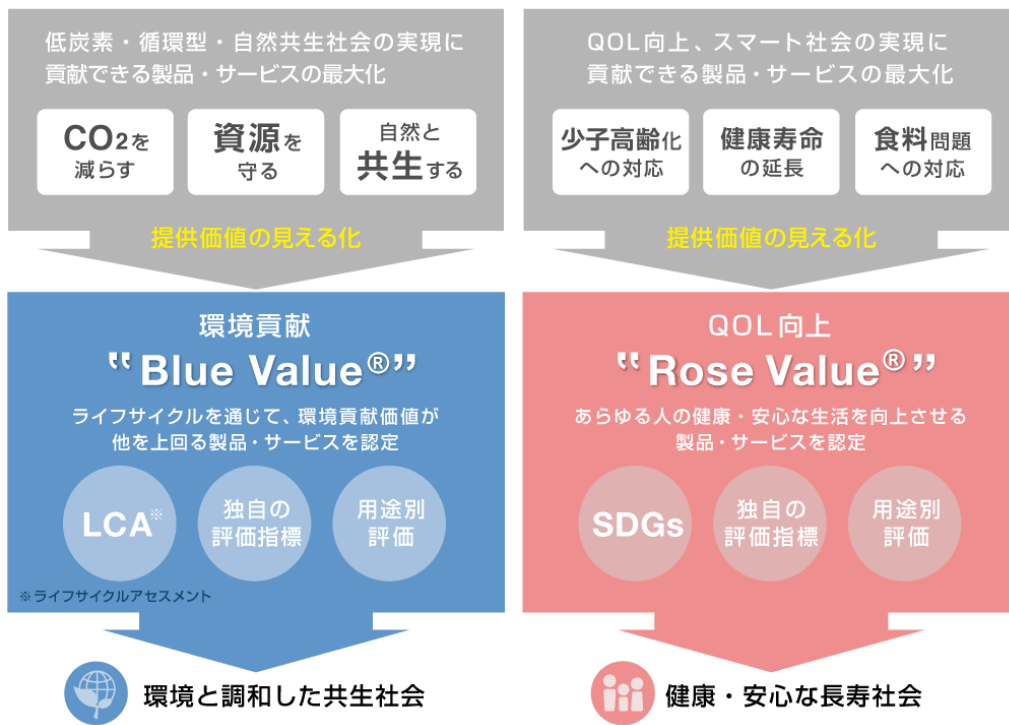 低炭素・循環型・自然共生社会の実現に
貢献できる製品・サービスの最大化
CO2を
減らす
資源を
守る
自然と
共生する
提供価値の見える化
環境貢献
“Blue Value®”
ライフサイクルを通じて、環境貢献価値が
他を上回る製品・サービスを認定
LCA※
独自の
評価指標
用途別
評価
※ライフサイクルアセスメント
環境と調和した共生社会
QOL向上、スマート社会の実現に
貢献できる製品・サービスの最大化
少子高齢化
への対応
健康寿命
の延長
食料問題
への対応
提供価値の見える化
QOL向上
“Rose Value®”
あらゆる人の健康・安心な生活を向上させる
製品・サービスを認定
SDGs
独自の
評価指標
用途別
評価
健康・安心な長寿社会